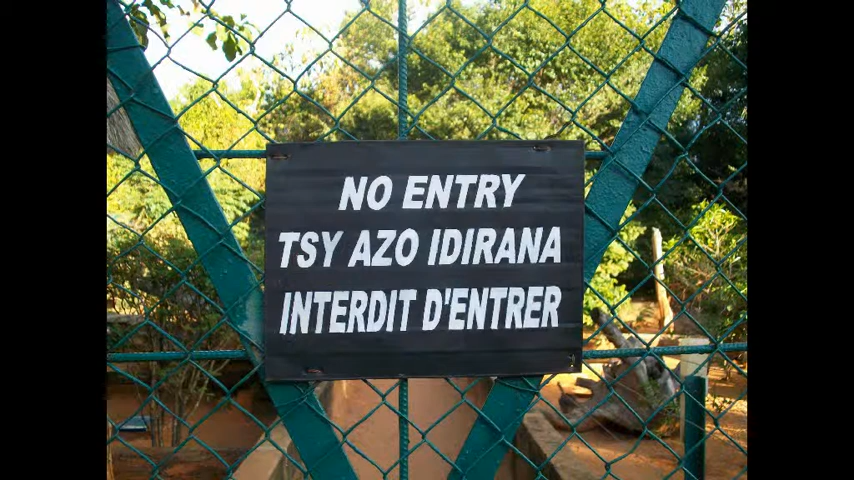 NO ENTRY
TSY AZO IDIRANA
INTERDIT D'ENTRER